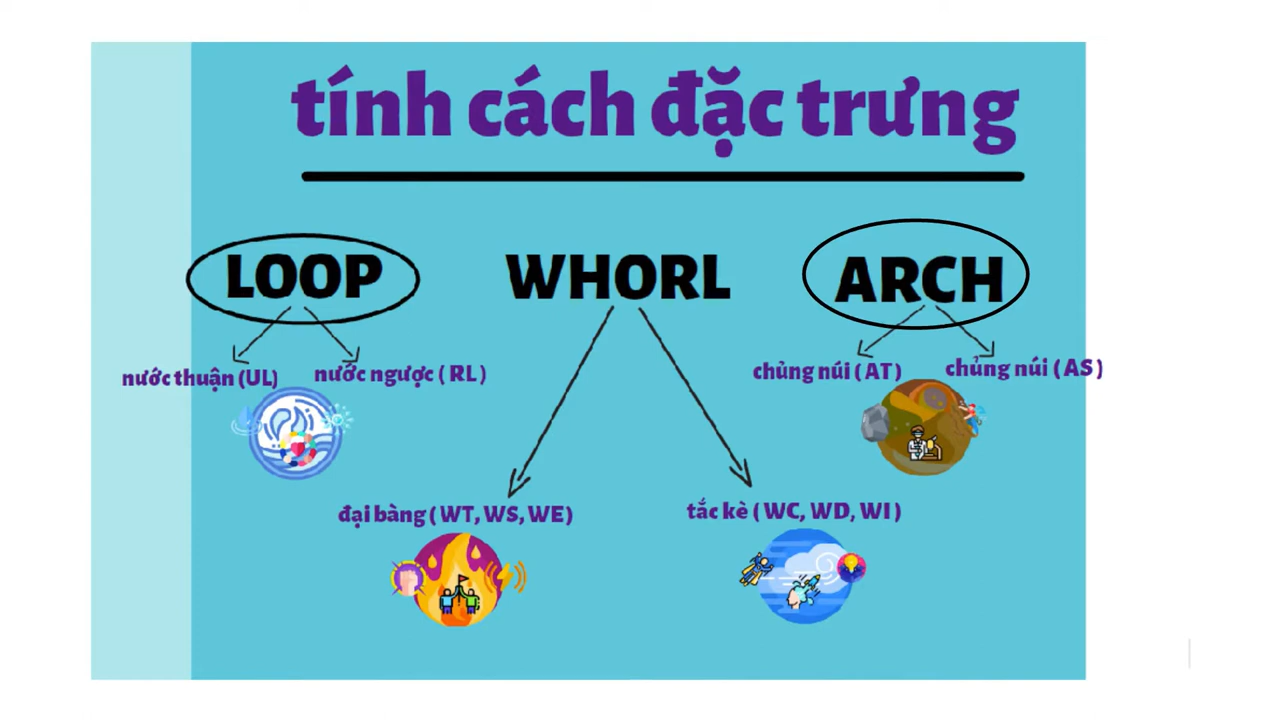 tính cách đặc trưng
LOOP
WHORL
ARCH
nước thuận (UL)
nước ngược ( RL )
chủng núi ( AT )
chủng núi ( AS )
đại bàng ( WT, WS, WE )
tắc kè ( WC, WD, WI )